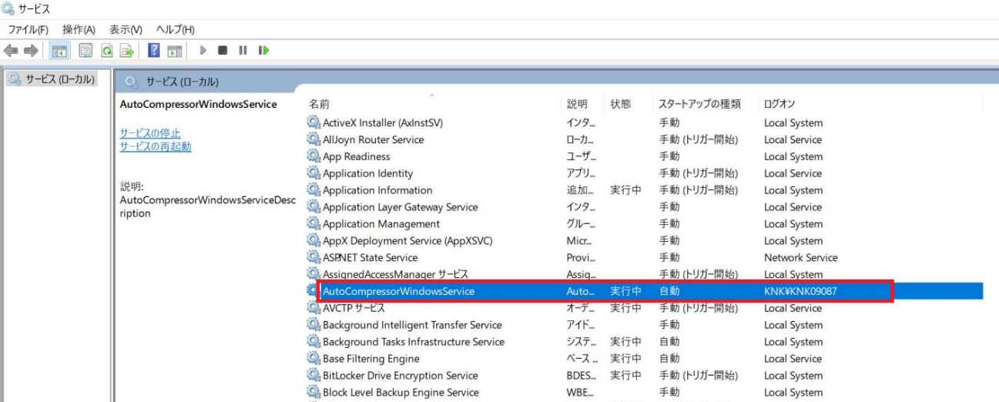 サービス
ファイル(F) 操作(A) 表示(V) ヘルプ(H)
サービス (ローカル)
サービス (ローカル)
AutoCompressorWindowsService
サービスの停止
サービスの再起動
説明:
AutoCompressorWindowsServiceDesc
ription
名前 説明 状態 スタートアップの種類 ログオン
ActiveX Installer (AxInstSV) インタ... 手動 Local System
AllJoyn Router Service ローカ... 手動 (トリガー開始) Local Service
App Readiness ユーザ... 手動 Local System
Application Identity アプリ... 手動 (トリガー開始) Local Service
Application Information 追加... 実行中 手動 (トリガー開始) Local System
Application Layer Gateway Service インタ... 手動 Local Service
Application Management グルー... 手動 Local System
AppX Deployment Service (AppXSVC) Micr... 手動 Local System
ASP.NET State Service Provi... 手動 Network Service
AssignedAccessManager サービス Assig... 手動 (トリガー開始) Local System
AutoCompressorWindowsService Auto... 実行中 自動 KNK¥KNK09087
AVCTP サービス オーデ... 実行中 手動 (トリガー開始) Local Service
Background Intelligent Transfer Service アイド... 手動 Local System
Background Tasks Infrastructure Service システ... 実行中 自動 Local System
Base Filtering Engine ベース ... 実行中 自動 Local Service
BitLocker Drive Encryption Service BDES... 実行中 手動 (トリガー開始) Local System
Block Level Backup Engine Service WBE... 手動 Local System